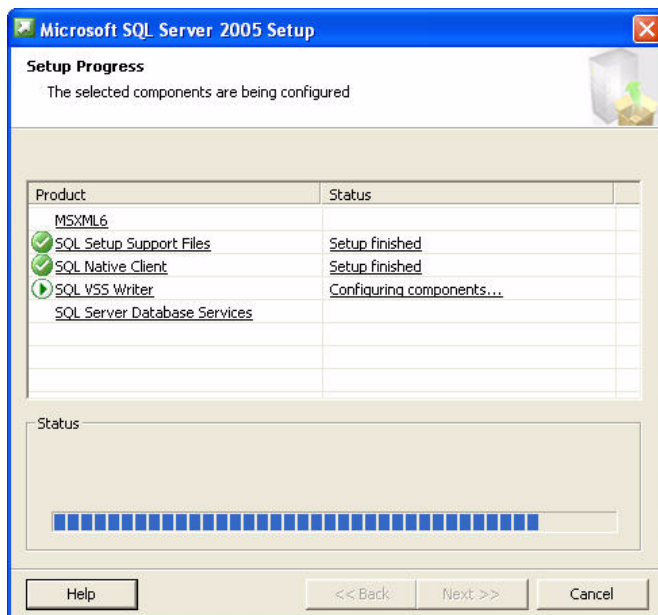 Microsoft SQL Server 2005 Setup
Setup Progress
The selected components are being configured
Product Status
MSXML6
SQL Setup Support Files Setup finished
SQL Native Client Setup finished
SQL VSS Writer Configuring components...
SQL Server Database Services
Status
Help << Back Next >> Cancel